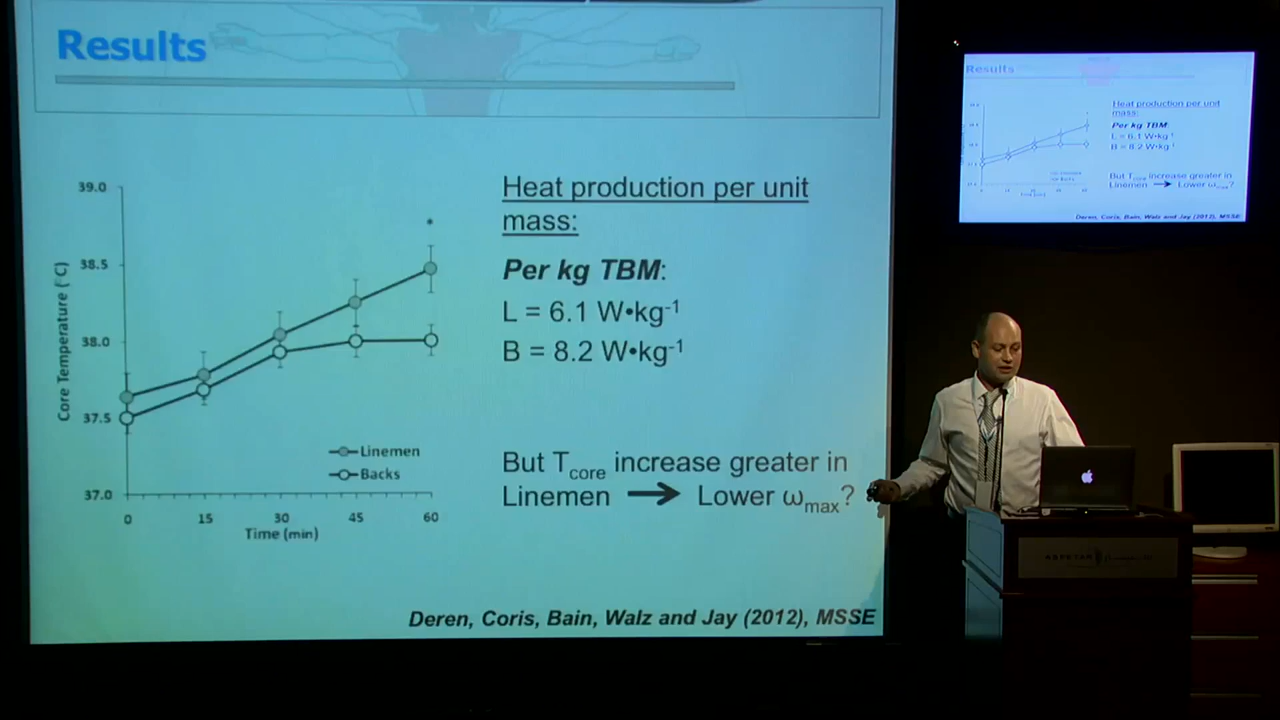 Results
39.0
38.5
38.0
37.5
37.0
Core Temperature (°C)
0 15 30 45 60
Time (min)
*
Linemen
Backs
Heat production per unit
mass:
Per kg TBM:
L = 6.1 W•kg-1
B = 8.2 W•kg-1
But Tcore increase greater in
Linemen → Lower ωmax?
Deren, Coris, Bain, Walz and Jay (2012), MSSE
Results
Heat production per unit
mass:
Per kg TBM:
L = 6.1 W•kg-1
B = 8.2 W•kg-1
But Tcore increase greater in
Linemen → Lower ωmax?
Deren, Coris, Bain, Walz and Jay (2012), MSSE
ASPETAR